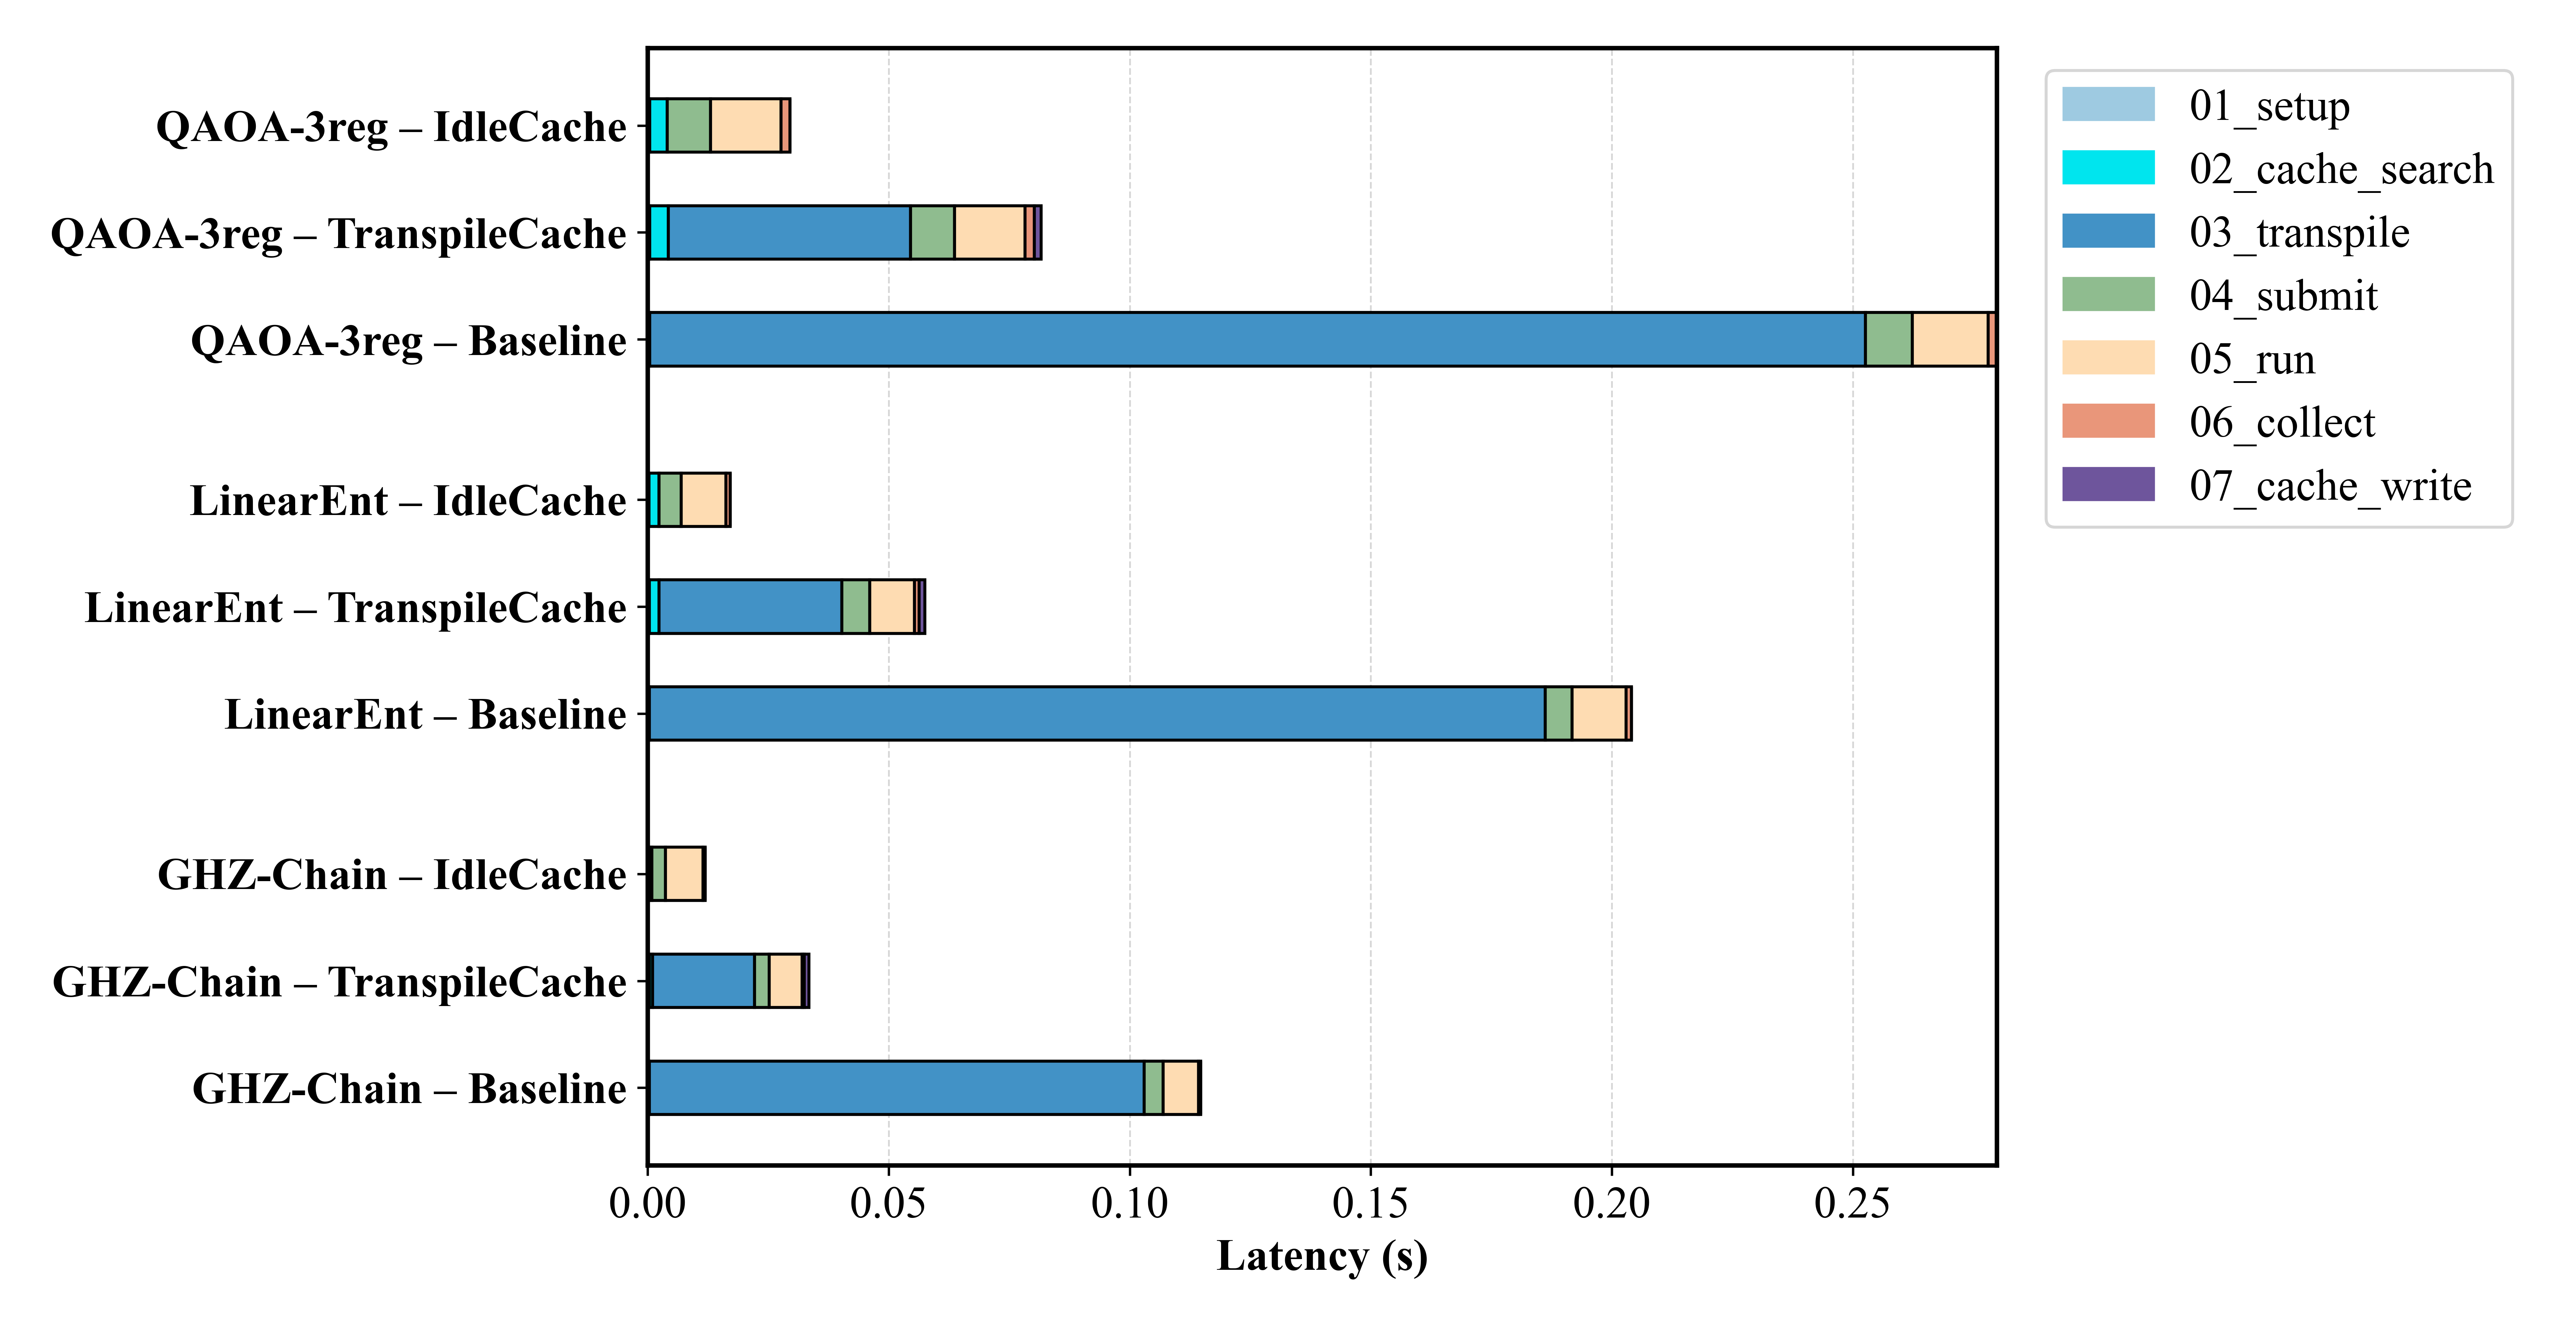 QAOA-3reg – IdleCache
QAOA-3reg – TranspileCache
QAOA-3reg – Baseline
LinearEnt – IdleCache
LinearEnt – TranspileCache
LinearEnt – Baseline
GHZ-Chain – IdleCache
GHZ-Chain – TranspileCache
GHZ-Chain – Baseline
0.00 0.05 0.10 0.15 0.20 0.25
Latency (s)
01_setup
02_cache_search
03_transpile
04_submit
05_run
06_collect
07_cache_write